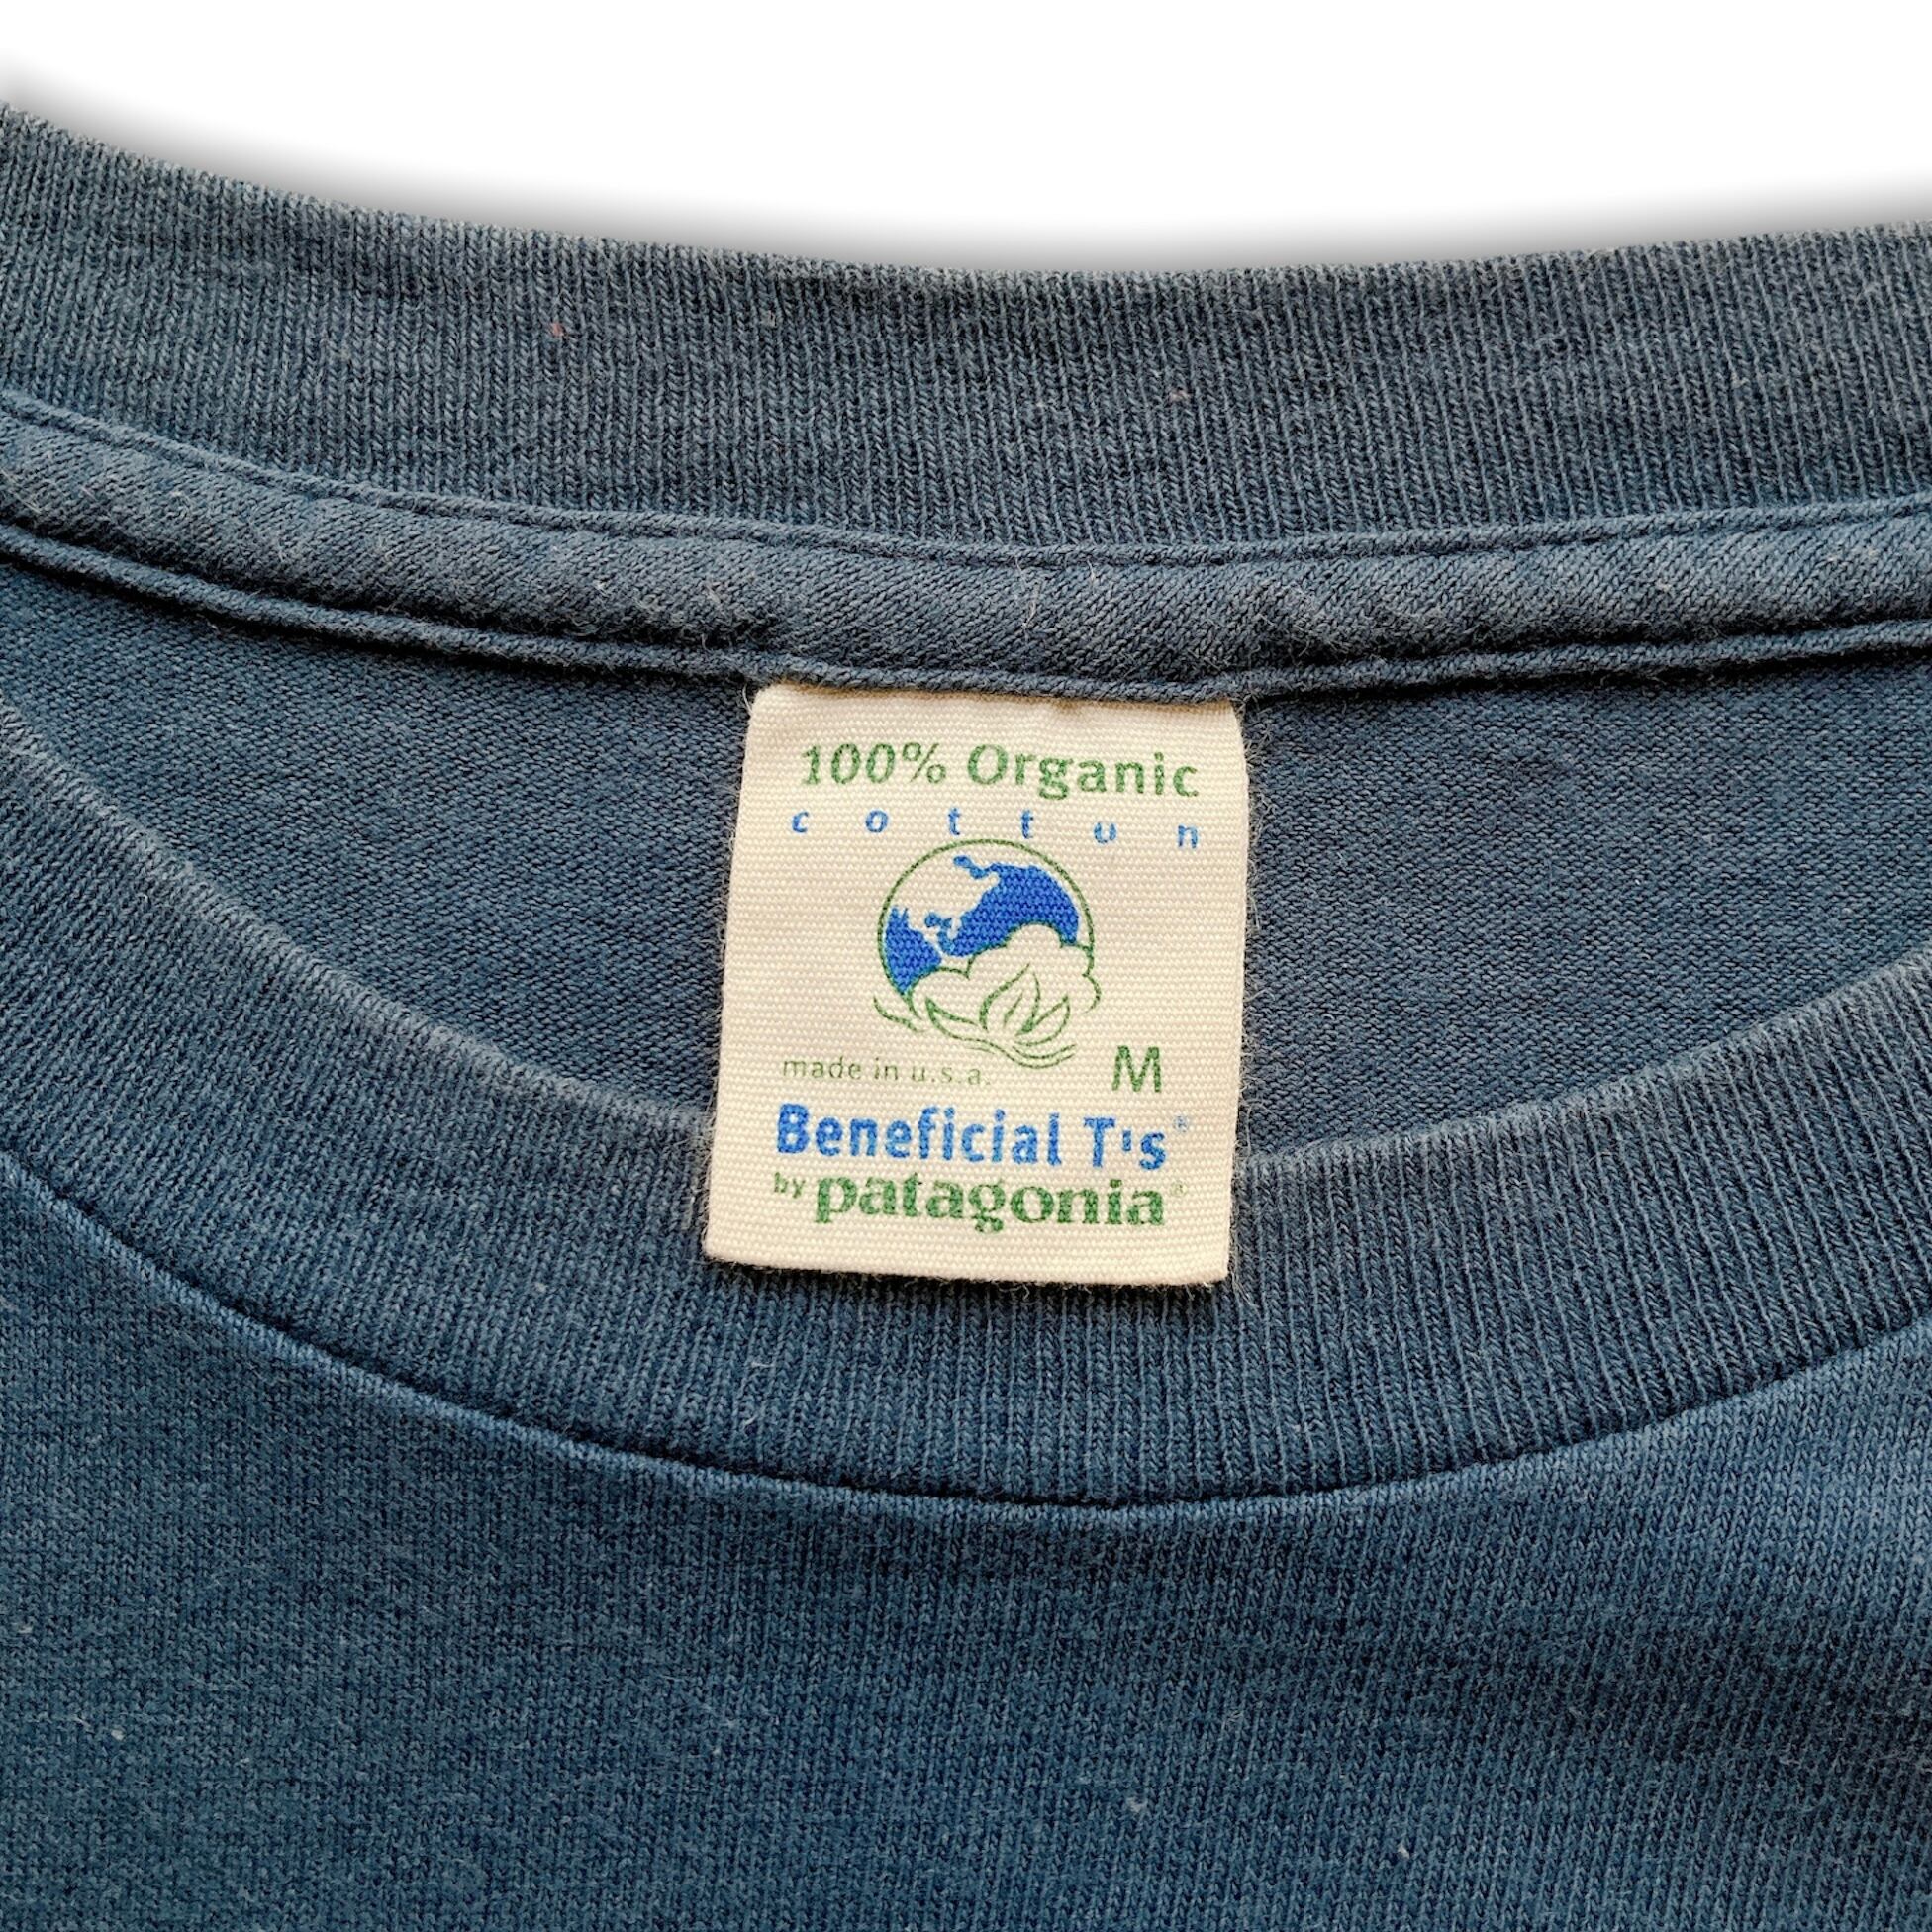 100% Organic
cotton
made in u.s.a. M
Beneficial T's®
by patagonia®